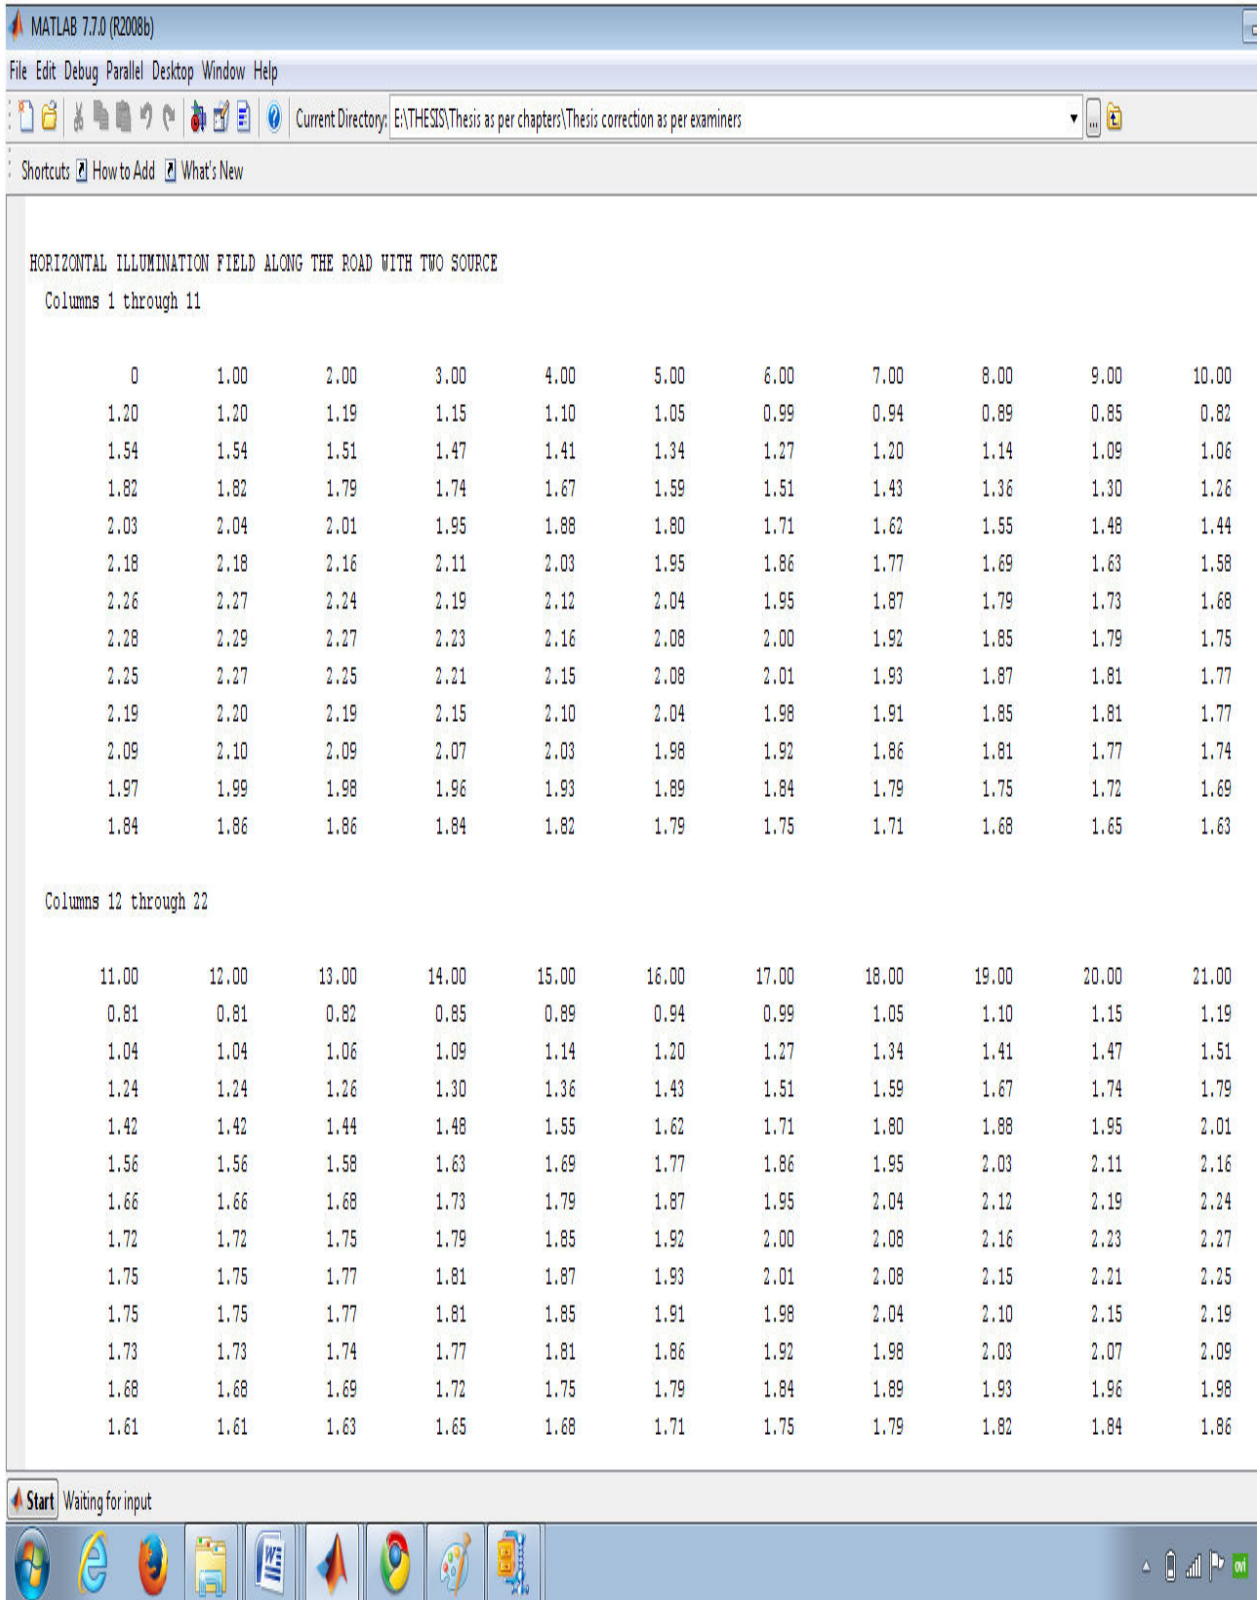 MATLAB 7.7.0 (R2008b)
File Edit Debug Parallel Desktop Window Help
Current Directory: E:\THESIS\Thesis as per chapters\Thesis correction as per examiners
Shortcuts How to Add What's New
HORIZONTAL ILLUMINATION FIELD ALONG THE ROAD WITH TWO SOURCE
Columns 1 through 11
0 1.00 2.00 3.00 4.00 5.00 6.00 7.00 8.00 9.00 10.00
1.20 1.20 1.19 1.15 1.10 1.05 0.99 0.94 0.89 0.85 0.82
1.54 1.54 1.51 1.47 1.41 1.34 1.27 1.20 1.14 1.09 1.06
1.82 1.82 1.79 1.74 1.67 1.59 1.51 1.43 1.36 1.30 1.26
2.03 2.04 2.01 1.95 1.88 1.80 1.71 1.62 1.55 1.48 1.44
2.18 2.18 2.16 2.11 2.03 1.95 1.86 1.77 1.69 1.63 1.58
2.26 2.27 2.24 2.19 2.12 2.04 1.95 1.87 1.79 1.73 1.68
2.28 2.29 2.27 2.23 2.16 2.08 2.00 1.92 1.85 1.79 1.75
2.25 2.27 2.25 2.21 2.15 2.08 2.01 1.93 1.87 1.81 1.77
2.19 2.20 2.19 2.15 2.10 2.04 1.98 1.91 1.85 1.81 1.77
2.09 2.10 2.09 2.07 2.03 1.98 1.92 1.86 1.81 1.77 1.74
1.97 1.99 1.98 1.96 1.93 1.89 1.84 1.79 1.75 1.72 1.69
1.84 1.86 1.86 1.84 1.82 1.79 1.75 1.71 1.68 1.65 1.63
Columns 12 through 22
11.00 12.00 13.00 14.00 15.00 16.00 17.00 18.00 19.00 20.00 21.00
0.81 0.81 0.82 0.85 0.89 0.94 0.99 1.05 1.10 1.15 1.19
1.04 1.04 1.06 1.09 1.14 1.20 1.27 1.34 1.41 1.47 1.51
1.24 1.24 1.26 1.30 1.36 1.43 1.51 1.59 1.67 1.74 1.79
1.42 1.42 1.44 1.48 1.55 1.62 1.71 1.80 1.88 1.95 2.01
1.56 1.56 1.58 1.63 1.69 1.77 1.86 1.95 2.03 2.11 2.16
1.66 1.66 1.68 1.73 1.79 1.87 1.95 2.04 2.12 2.19 2.24
1.72 1.72 1.75 1.79 1.85 1.92 2.00 2.08 2.16 2.23 2.27
1.75 1.75 1.77 1.81 1.87 1.93 2.01 2.08 2.15 2.21 2.25
1.75 1.75 1.77 1.81 1.85 1.91 1.98 2.04 2.10 2.15 2.19
1.73 1.73 1.74 1.77 1.81 1.86 1.92 1.98 2.03 2.07 2.09
1.68 1.68 1.69 1.72 1.75 1.79 1.84 1.89 1.93 1.96 1.98
1.61 1.61 1.63 1.65 1.68 1.71 1.75 1.79 1.82 1.84 1.86
Start Waiting for input
ovi